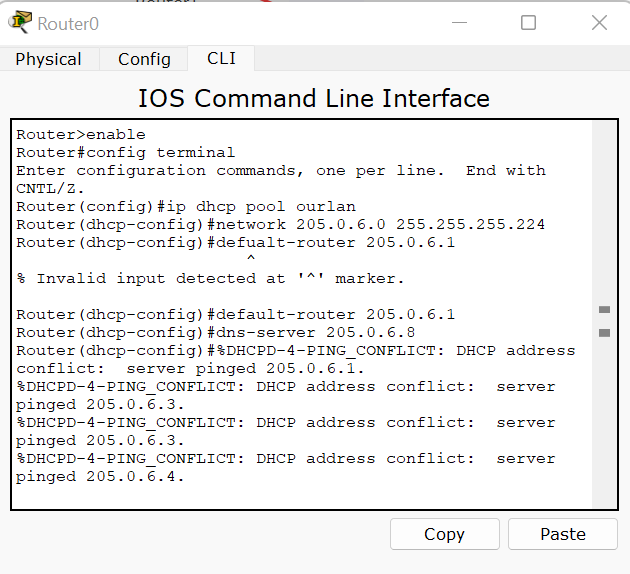 Router0
Physical Config CLI
IOS Command Line Interface
Router>enable
Router#config terminal
Enter configuration commands, one per line.  End with
CNTL/Z.
Router(config)#ip dhcp pool ourlan
Router(dhcp-config)#network 205.0.6.0 255.255.255.224
Router(dhcp-config)#defualt-router 205.0.6.1
^
% Invalid input detected at '^' marker.
Router(dhcp-config)#default-router 205.0.6.1
Router(dhcp-config)#dns-server 205.0.6.8
Router(dhcp-config)#%DHCPD-4-PING_CONFLICT: DHCP address
conflict:  server pinged 205.0.6.1.
%DHCPD-4-PING_CONFLICT: DHCP address conflict:  server
pinged 205.0.6.3.
%DHCPD-4-PING_CONFLICT: DHCP address conflict:  server
pinged 205.0.6.3.
%DHCPD-4-PING_CONFLICT: DHCP address conflict:  server
pinged 205.0.6.4.
Copy Paste